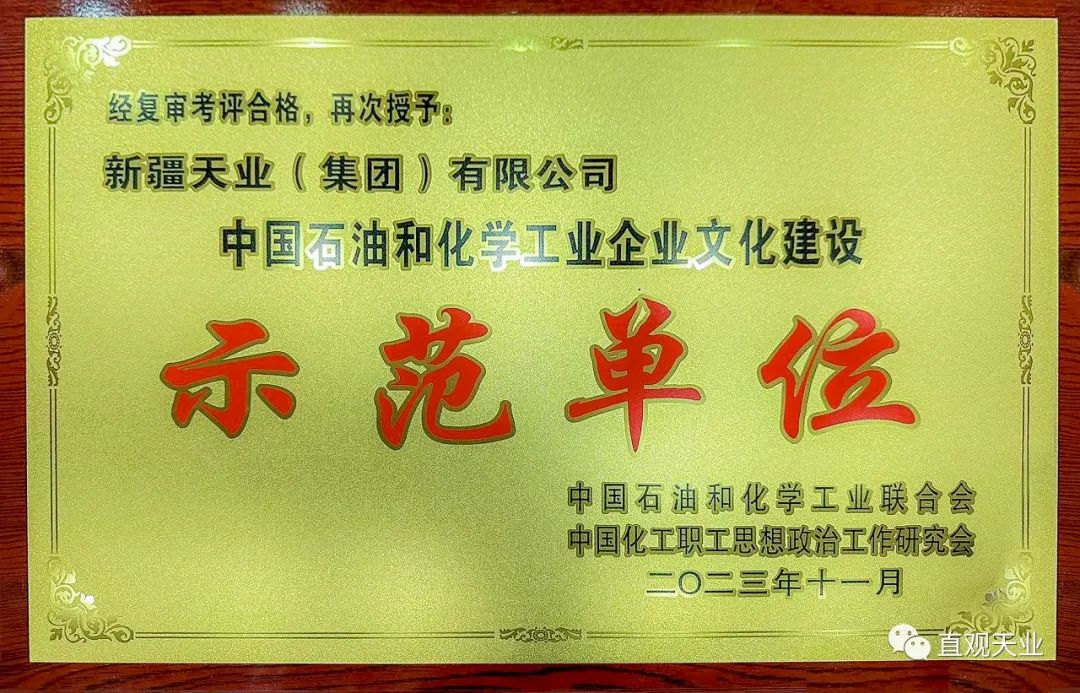 经复审考评合格，再次授予：
新疆天业（集团）有限公司
中国石油和化学工业企业文化建设
示范单位
中国石油和化学工业联合会
中国化工职工思想政治工作研究会
二〇二三年十一月
直观天业